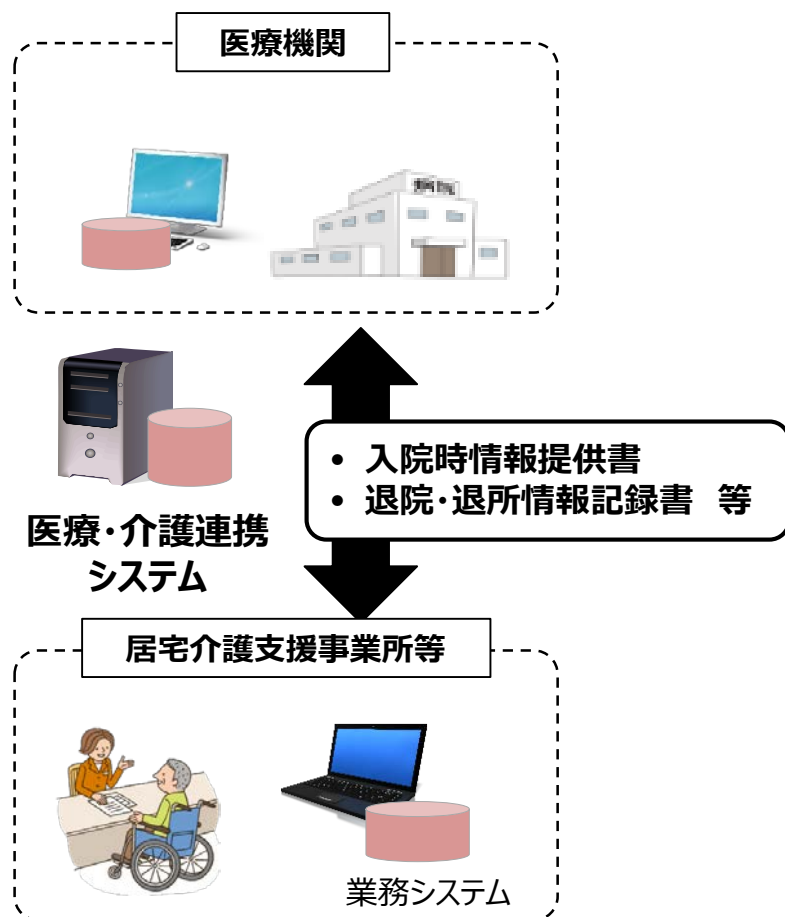 医療機関
• 入院時情報提供書
• 退院・退所情報記録書 等
医療・介護連携
システム
居宅介護支援事業所等
業務システム